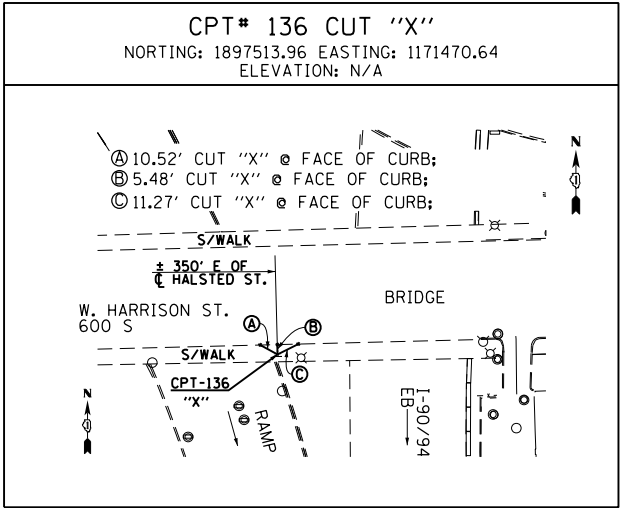 CPT# 136 CUT "X"
NORTING: 1897513.96 EASTING: 1171470.64
ELEVATION: N/A
Ⓐ 10.52' CUT "X" @ FACE OF CURB;
Ⓑ 5.48' CUT "X" @ FACE OF CURB;
Ⓒ 11.27' CUT "X" @ FACE OF CURB;
N
S/WALK
± 350' E OF
℄ HALSTED ST.
BRIDGE
W. HARRISON ST.
600 S
Ⓐ
Ⓑ
S/WALK
Ⓒ
CPT-136
"X"
N
RAMP
I-90/94
EB